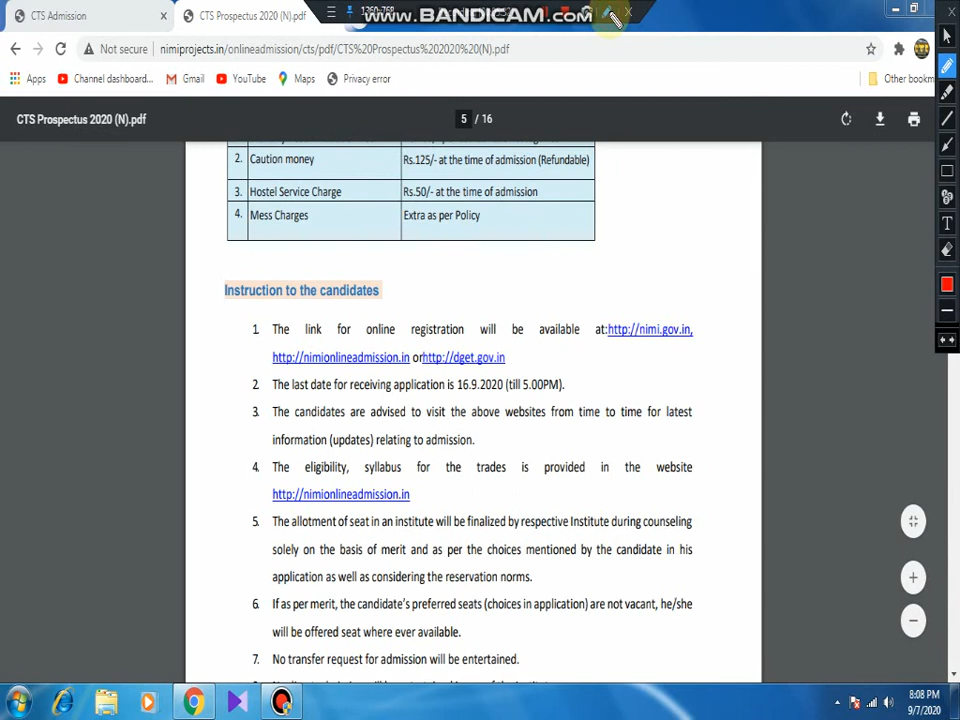 CTS Admission
CTS Prospectus 2020 (N).pdf
1360x768
www.BANDICAM.com
Not secure | nimiprojects.in/onlineadmission/cts/pdf/CTS%20Prospectus%202020%20(N).pdf
Apps Channel dashboard... Gmail YouTube Maps Privacy error Other bookm
CTS Prospectus 2020 (N).pdf 5 / 16
2. Caution money Rs.125/- at the time of admission (Refundable)
3. Hostel Service Charge Rs.50/- at the time of admission
4. Mess Charges Extra as per Policy
Instruction to the candidates
1. The link for online registration will be available at:http://nimi.gov.in,
http://nimionlineadmission.in orhttp://dget.gov.in
2. The last date for receiving application is 16.9.2020 (till 5.00PM).
3. The candidates are advised to visit the above websites from time to time for latest
information (updates) relating to admission.
4. The eligibility, syllabus for the trades is provided in the website
http://nimionlineadmission.in
5. The allotment of seat in an institute will be finalized by respective Institute during counseling
solely on the basis of merit and as per the choices mentioned by the candidate in his
application as well as considering the reservation norms.
6. If as per merit, the candidate's preferred seats (choices in application) are not vacant, he/she
will be offered seat where ever available.
7. No transfer request for admission will be entertained.
8:08 PM
9/7/2020